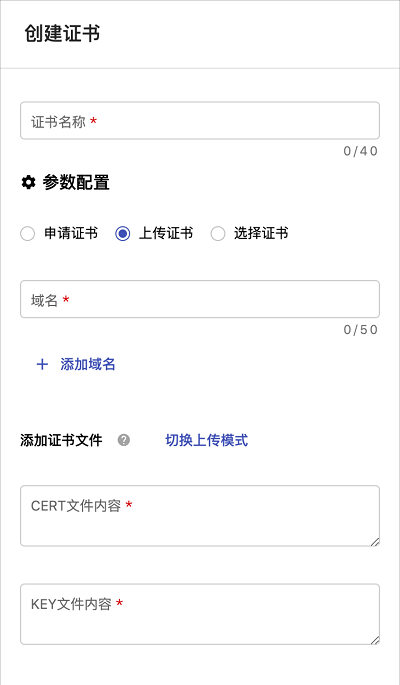 创建证书
证书名称 *
0/40
参数配置
申请证书 上传证书 选择证书
域名 *
0/50
+ 添加域名
添加证书文件 ? 切换上传模式
CERT文件内容 *
KEY文件内容 *